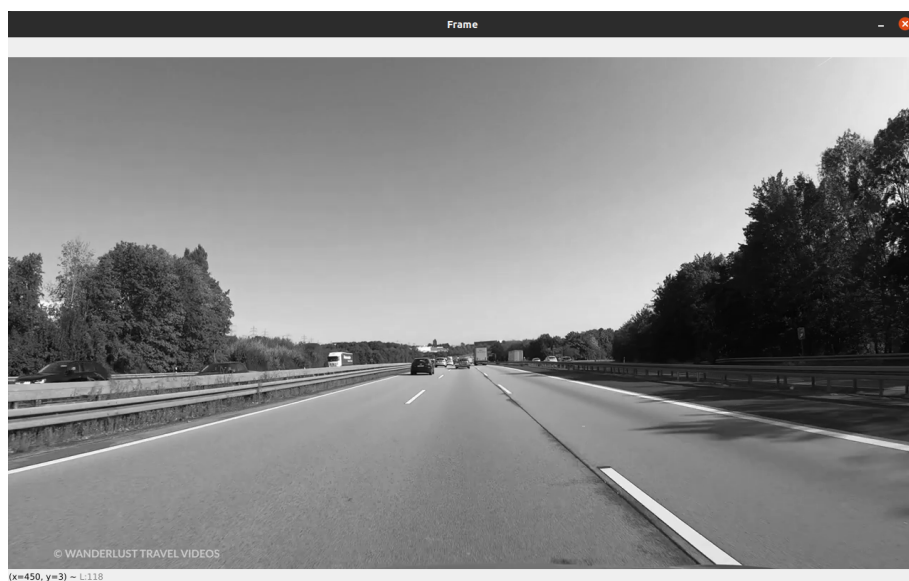 Frame
© WANDERLUST TRAVEL VIDEOS
(x=450, y=3) ~ L:118